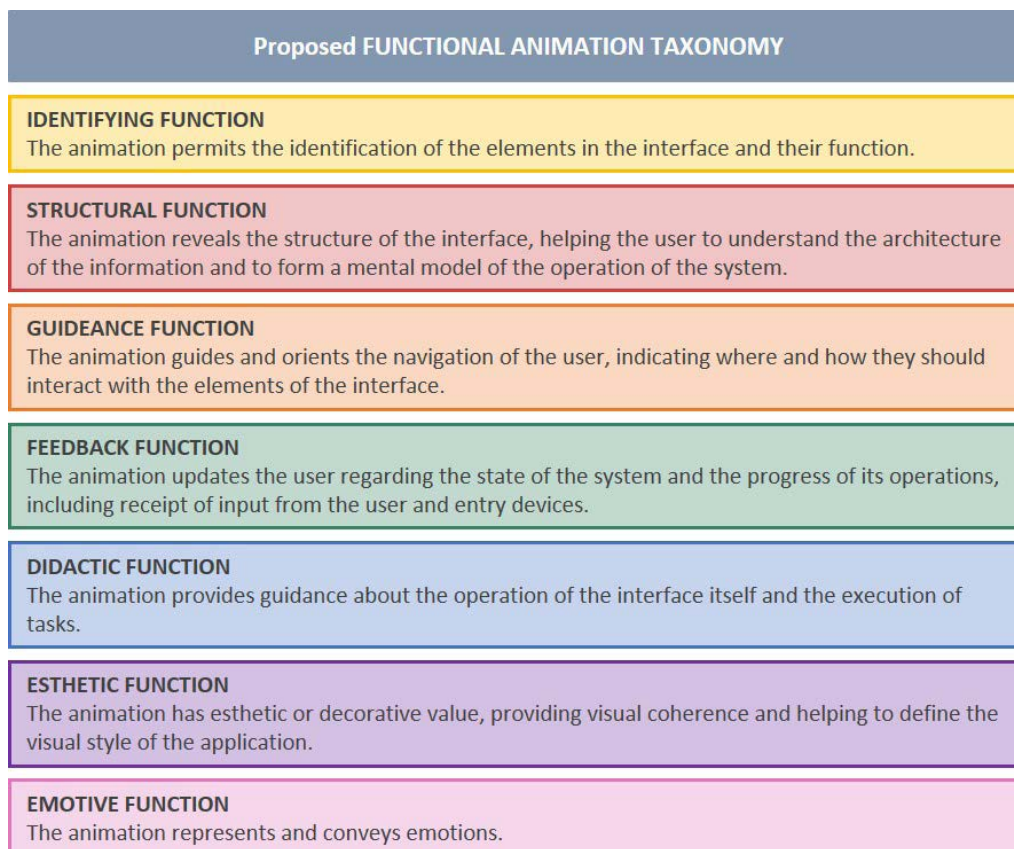 Proposed FUNCTIONAL ANIMATION TAXONOMY
IDENTIFYING FUNCTION
The animation permits the identification of the elements in the interface and their function.
STRUCTURAL FUNCTION
The animation reveals the structure of the interface, helping the user to understand the architecture
of the information and to form a mental model of the operation of the system.
GUIDEANCE FUNCTION
The animation guides and orients the navigation of the user, indicating where and how they should
interact with the elements of the interface.
FEEDBACK FUNCTION
The animation updates the user regarding the state of the system and the progress of its operations,
including receipt of input from the user and entry devices.
DIDACTIC FUNCTION
The animation provides guidance about the operation of the interface itself and the execution of
tasks.
ESTHETIC FUNCTION
The animation has esthetic or decorative value, providing visual coherence and helping to define the
visual style of the application.
EMOTIVE FUNCTION
The animation represents and conveys emotions.